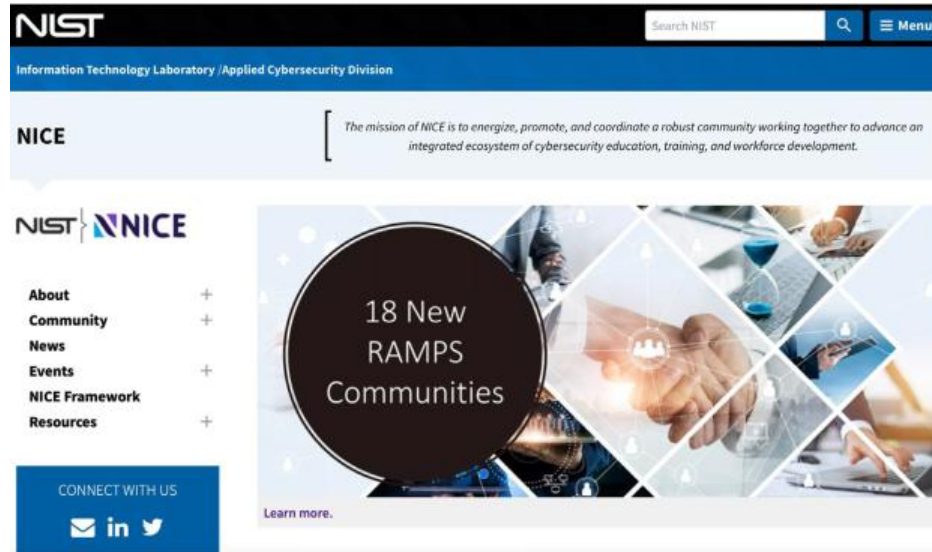 NIST
Search NIST
Menu
Information Technology Laboratory /Applied Cybersecurity Division
NICE
The mission of NICE is to energize, promote, and coordinate a robust community working together to advance an
integrated ecosystem of cybersecurity education, training, and workforce development.
NIST NICE
About
Community
News
Events
NICE Framework
Resources
18 New
RAMPS
Communities
CONNECT WITH US
in
Learn more.